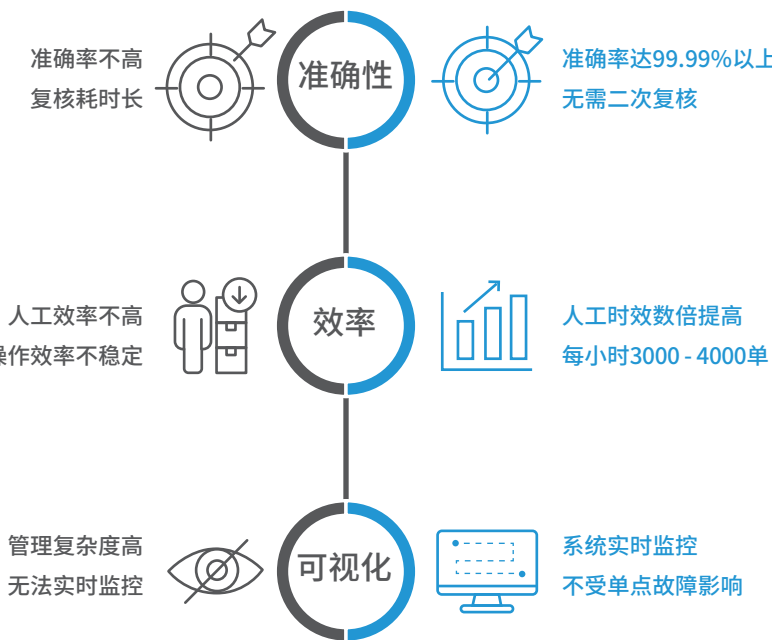 准确率不高
复核耗时长
准确性
准确率达99.99%以上
无需二次复核
人工效率不高
操作效率不稳定
效率
人工时效数倍提高
每小时3000 - 4000单
管理复杂度高
无法实时监控
可视化
系统实时监控
不受单点故障影响